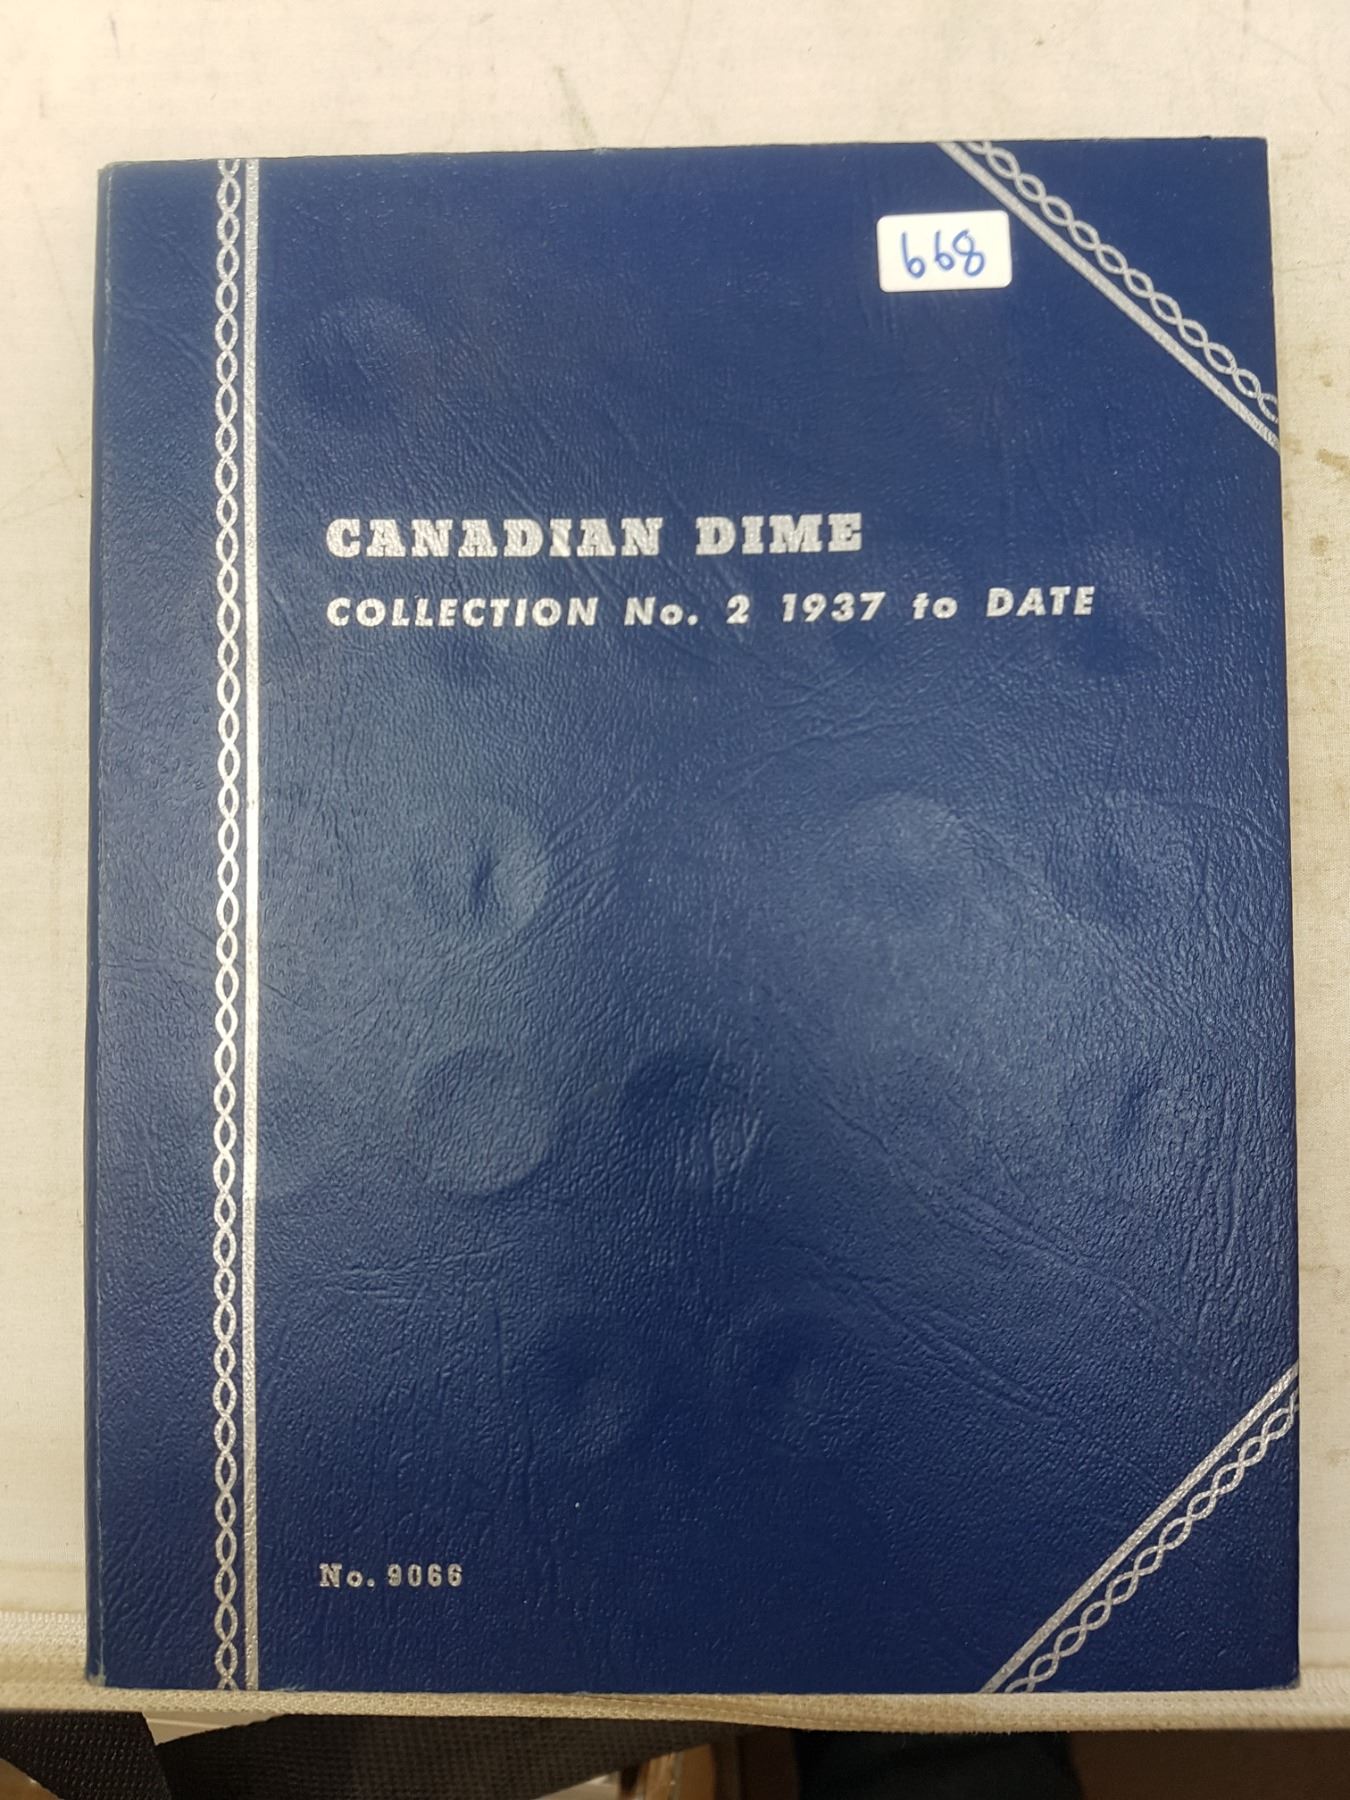 668
CANADIAN DIME
COLLECTION No. 2 1937 to DATE
No. 9066